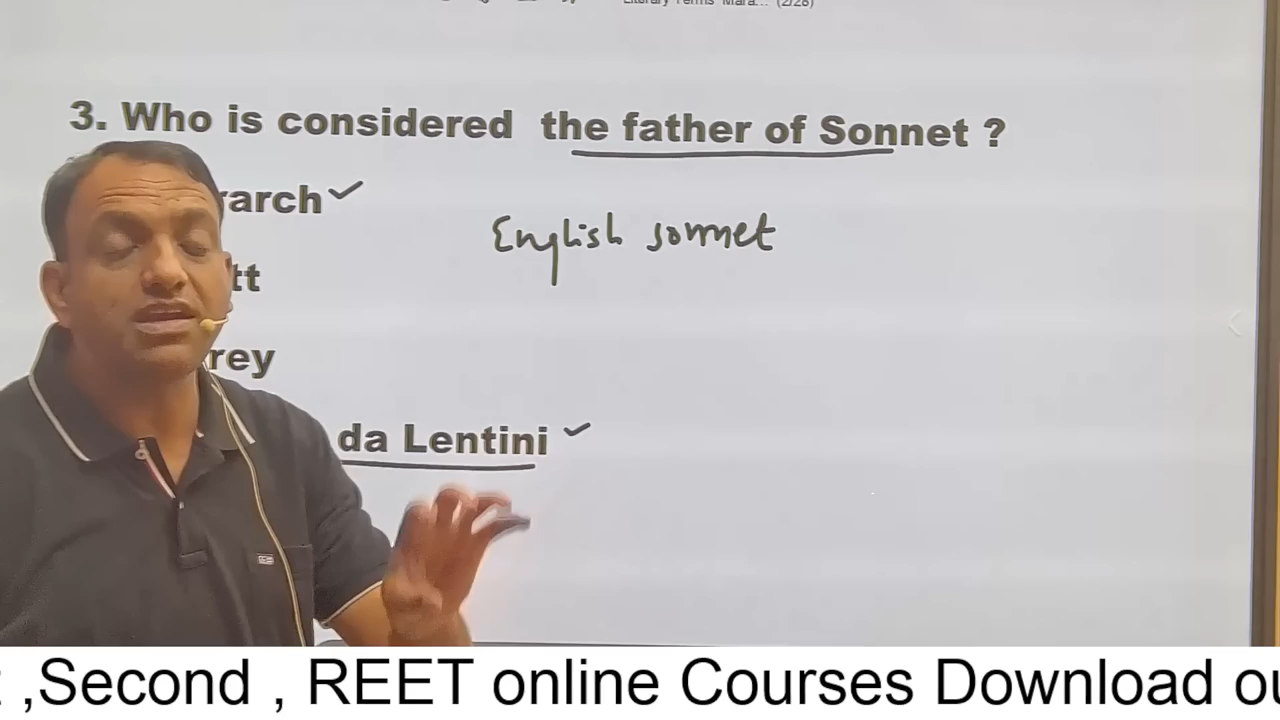 Literary Terms Mara... (2/28)
3. Who is considered the father of Sonnet ?
rarch
English sonnet
tt
rey
da Lentini
,Second , REET online Courses Download ou